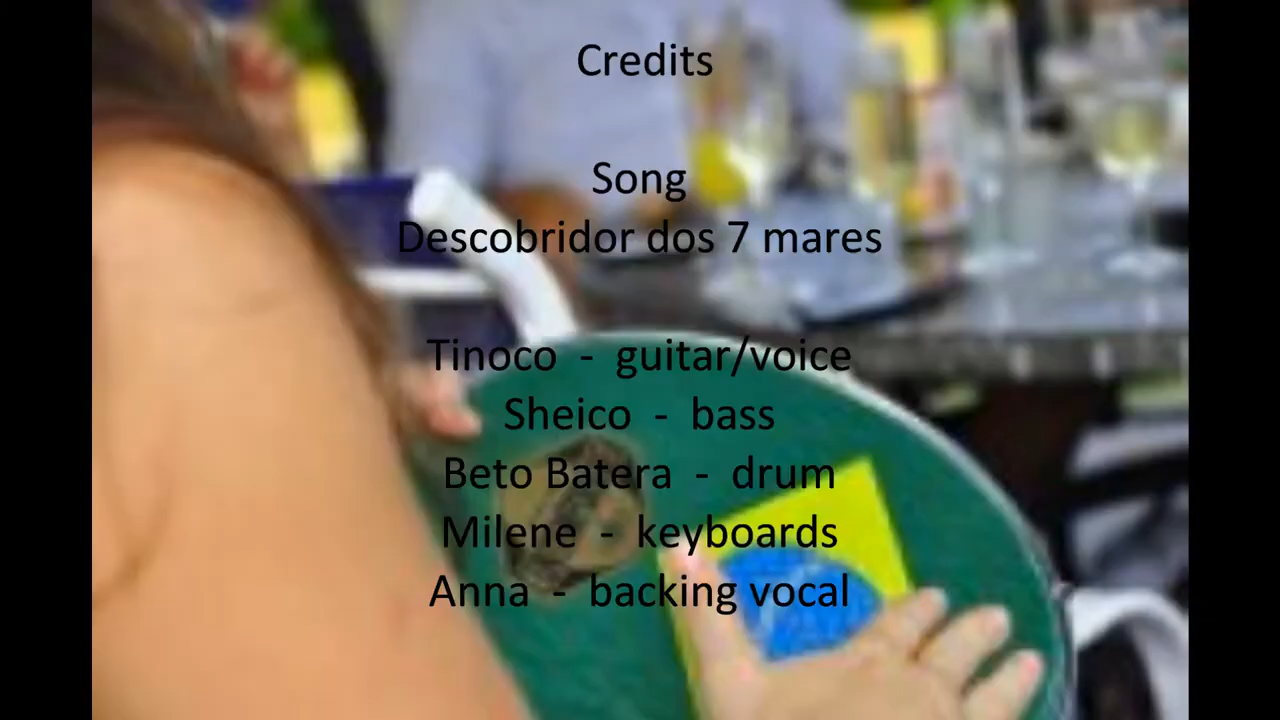 Credits
Song
Descobridor dos 7 mares
Tinoco - guitar/voice
Sheico - bass
Beto Batera - drum
Milene - keyboards
Anna - backing vocal